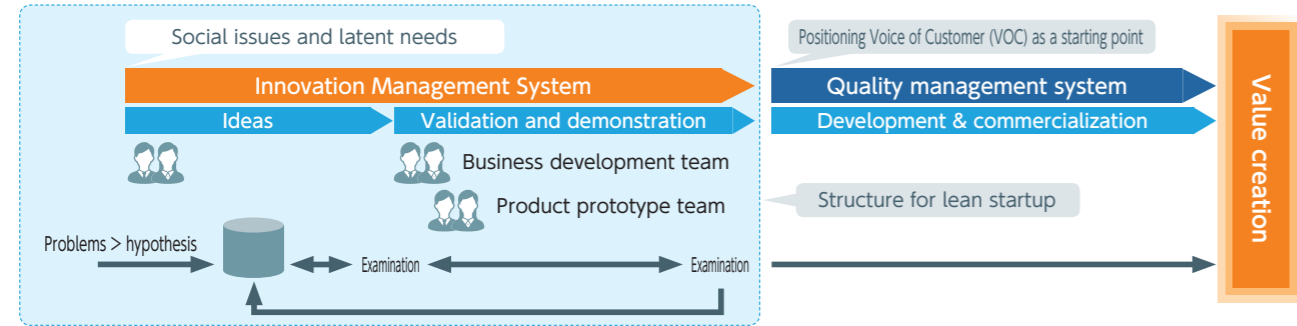 Social issues and latent needs
Positioning Voice of Customer (VOC) as a starting point
Innovation Management System
Quality management system
Ideas
Validation and demonstration
Development & commercialization
Business development team
Product prototype team
Structure for lean startup
Problems > hypothesis
Examination
Examination
Value creation